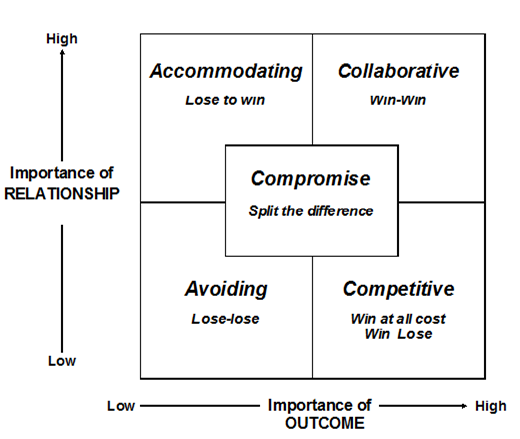 High
Accommodating
Lose to win
Collaborative
Win-Win
Importance of
RELATIONSHIP
Compromise
Split the difference
Avoiding
Lose-lose
Competitive
Win at all cost
Win Lose
Low
Low
Importance of
OUTCOME
High